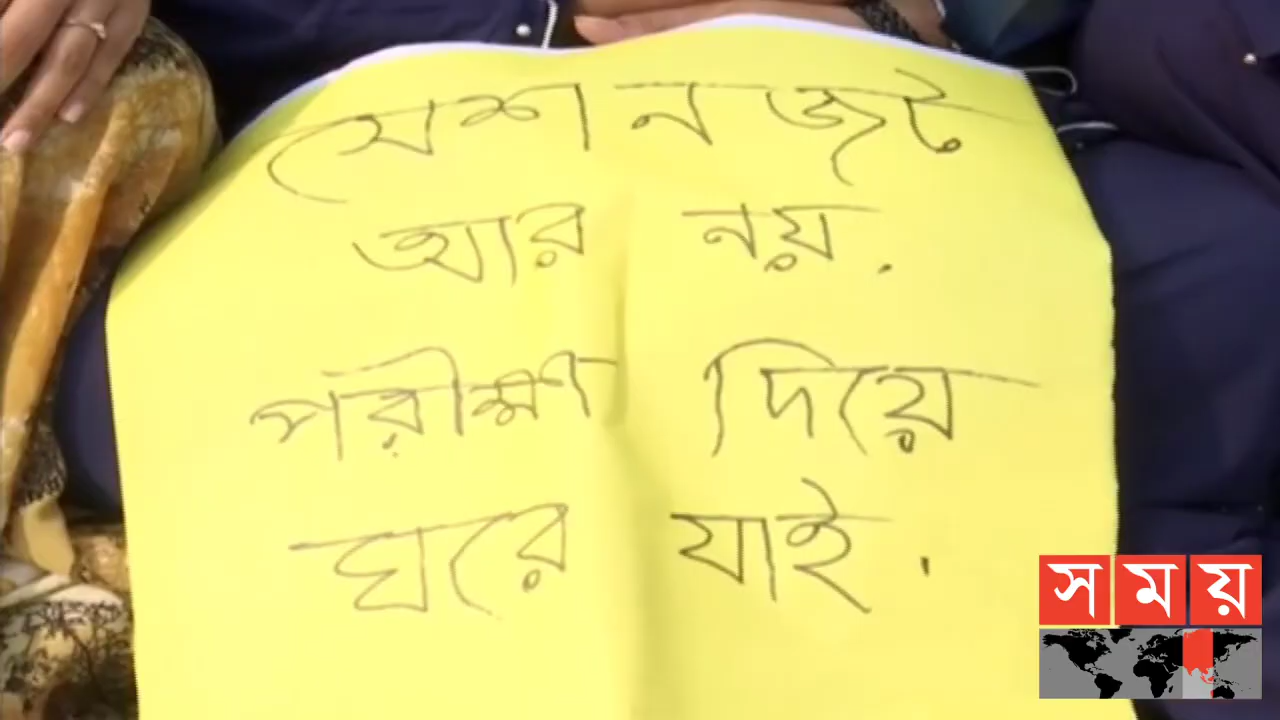 সেশনজট
আর নয়.
পরীক্ষা দিয়ে
ঘরে যাই.
সময়